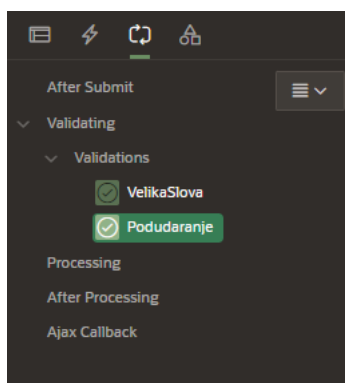 After Submit
Validating
Validations
VelikaSlova
Podudaranje
Processing
After Processing
Ajax Callback